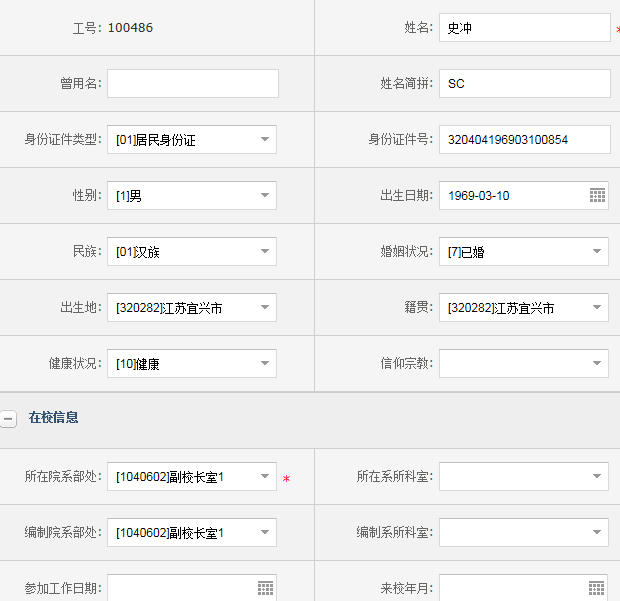 工号: 100486 姓名: 史冲 *
曾用名: 姓名简拼: SC
身份证件类型: [01]居民身份证 身份证件号: 320404196903100854
性别: [1]男 出生日期: 1969-03-10
民族: [01]汉族 婚姻状况: [7]已婚
出生地: [320282]江苏宜兴市 籍贯: [320282]江苏宜兴市
健康状况: [10]健康 信仰宗教:
在校信息
所在院系部处: [1040602]副校长室1 * 所在系所科室:
编制院系部处: [1040602]副校长室1 编制系所科室:
参加工作日期: 来校年月: